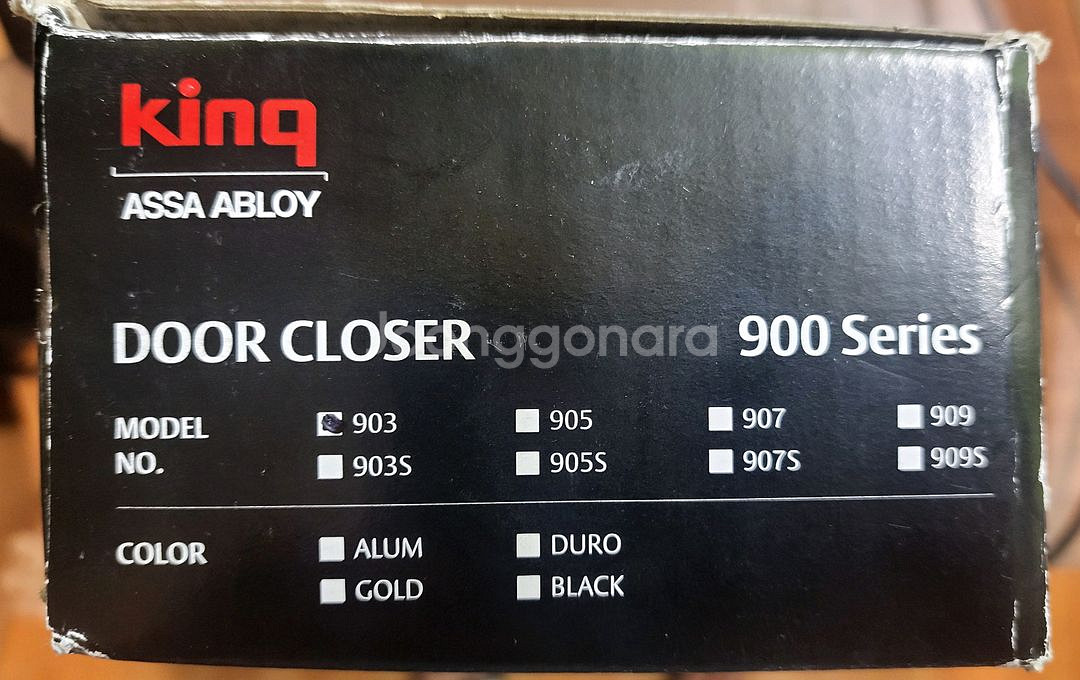 king
ASSA ABLOY
DOOR CLOSER 900 Series
joonggonara
MODEL NO.
903 905 907 909
903S 905S 907S 909S
COLOR
ALUM DURO
GOLD BLACK